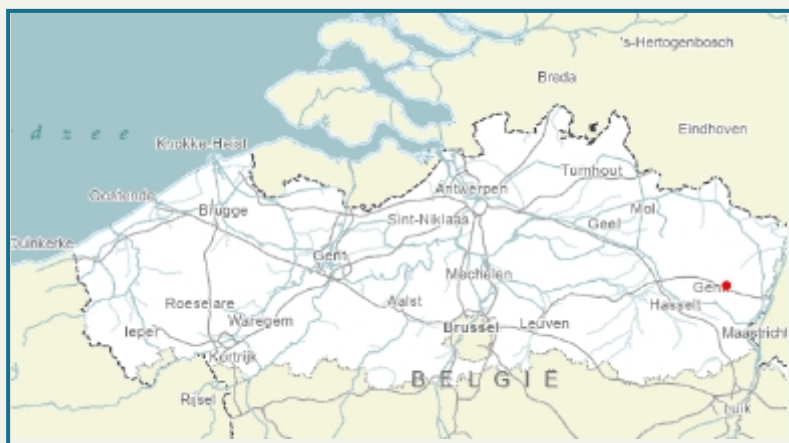 's-Hertogenbosch
Breda
Eindhoven
d z e e
Knokke-Heist
Turnhout
Antwerpen
Oostende
Brugge
Mol
Sint-Niklaas
Geel
Duinkerke
Gent
Mechelen
Genk
Aalst
Roeselare
Hasselt
Waregem
Ieper
Brussel
Leuven
Maastricht
Kortrijk
BELGIË
Rijsel
Luik